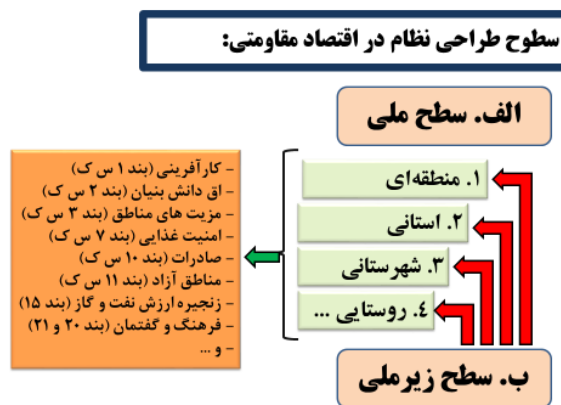 سطوح طراحی نظام در اقتصاد مقاومتی:
الف. سطح ملی
۱. منطقه‌ای
۲. استانی
۳. شهرستانی
٤. روستایی ...
ب. سطح زیرملی
- کارآفرینی (بند ۱ س ک)
- اق دانش بنیان (بند ۲ س ک)
- مزیت های مناطق (بند ۳ س ک)
- امنیت غذایی (بند ۷ س ک)
- صادرات (بند ۱۰ س ک)
- مناطق آزاد (بند ۱۱ س ک)
- زنجیره ارزش نفت و گاز (بند ۱۵)
- فرهنگ و گفتمان (بند ۲۰ و ۲۱)
- و ...